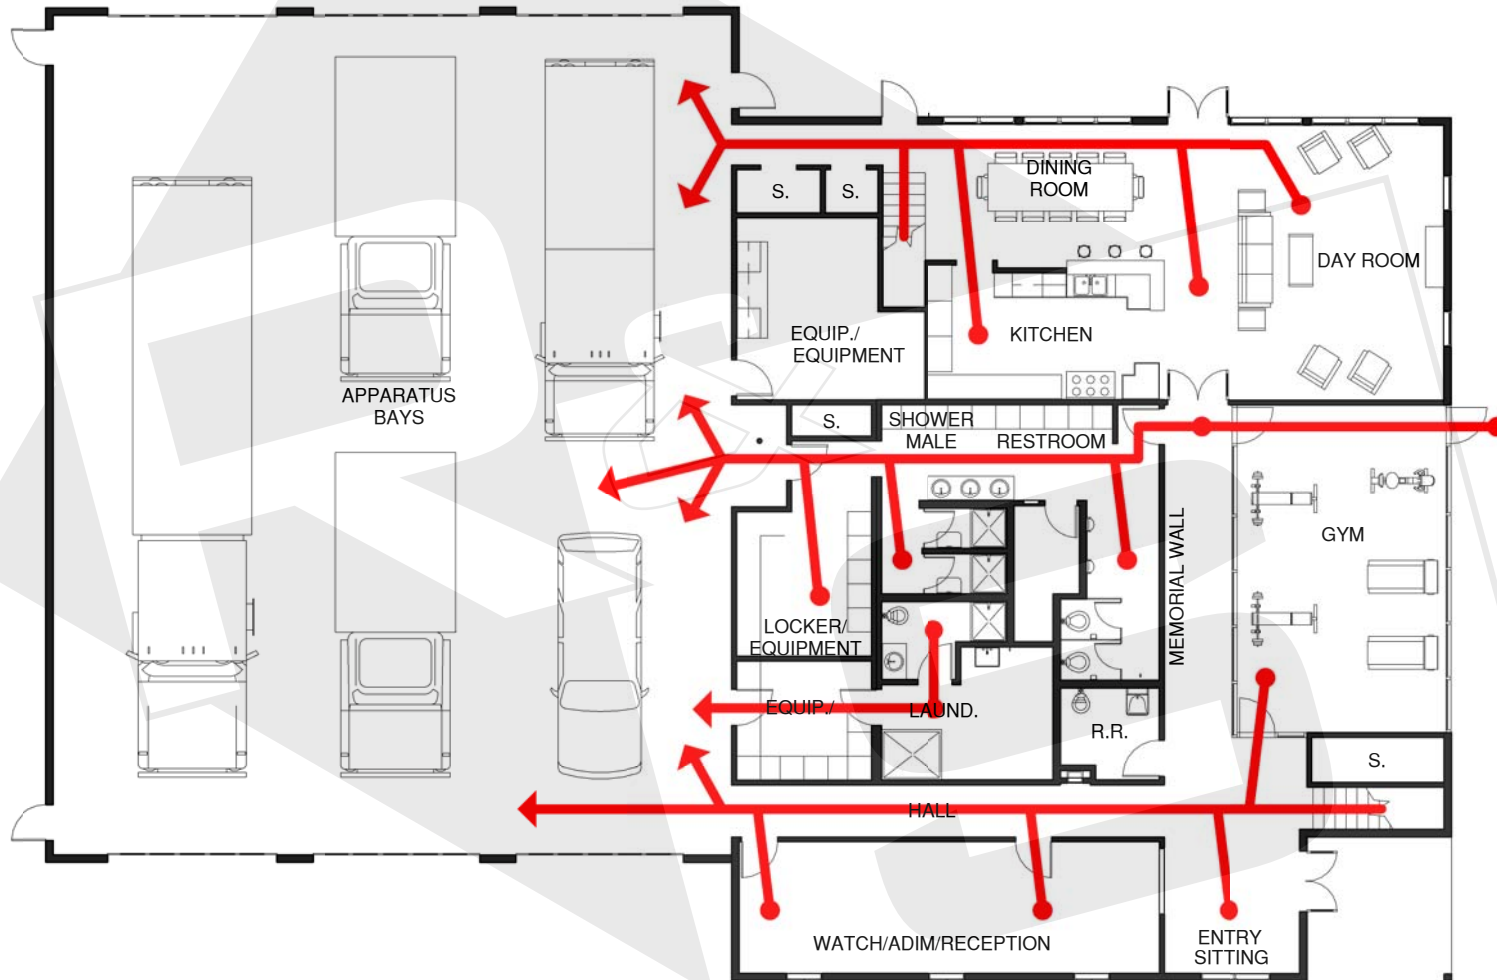 DINING
ROOM
S.
S.
DAY ROOM
EQUIP./
EQUIPMENT
KITCHEN
APPARATUS
BAYS
S.
SHOWER
MALE
RESTROOM
GYM
MEMORIAL WALL
LOCKER/
EQUIPMENT
EQUIP./
LAUND.
R.R.
S.
HALL
WATCH/ADIM/RECEPTION
ENTRY
SITTING